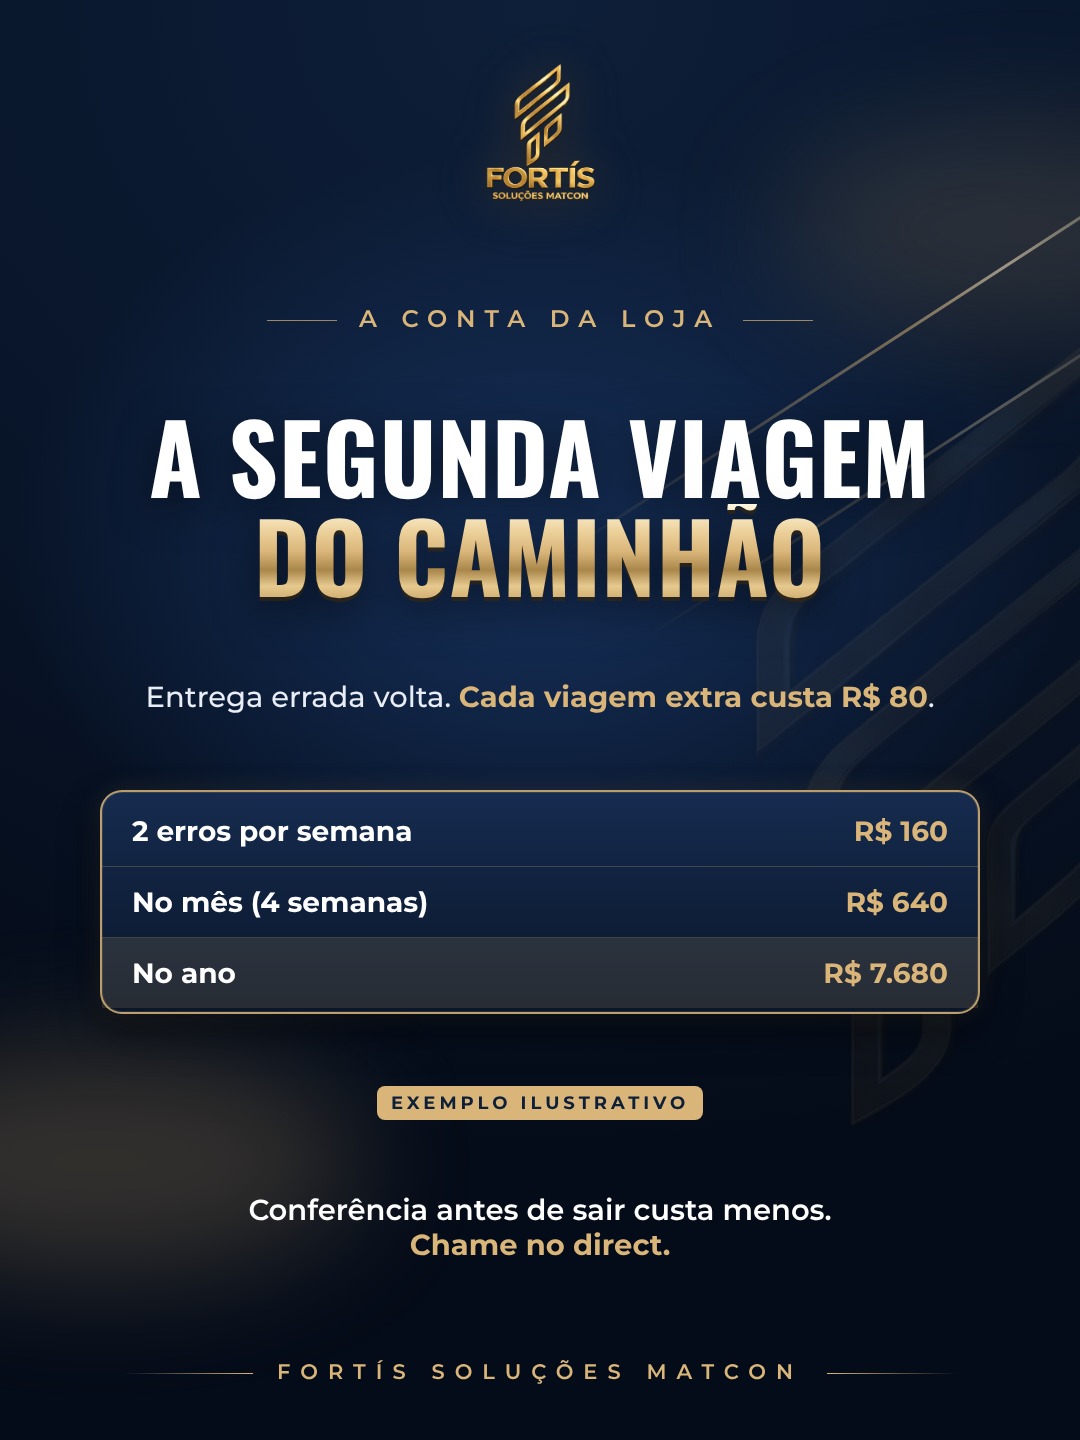 FORTÍS
SOLUÇÕES MATCON
A CONTA DA LOJA
A SEGUNDA VIAGEM
DO CAMINHÃO
Entrega errada volta. Cada viagem extra custa R$ 80.
2 erros por semana R$ 160
No mês (4 semanas) R$ 640
No ano R$ 7.680
EXEMPLO ILUSTRATIVO
Conferência antes de sair custa menos.
Chame no direct.
FORTÍS SOLUÇÕES MATCON